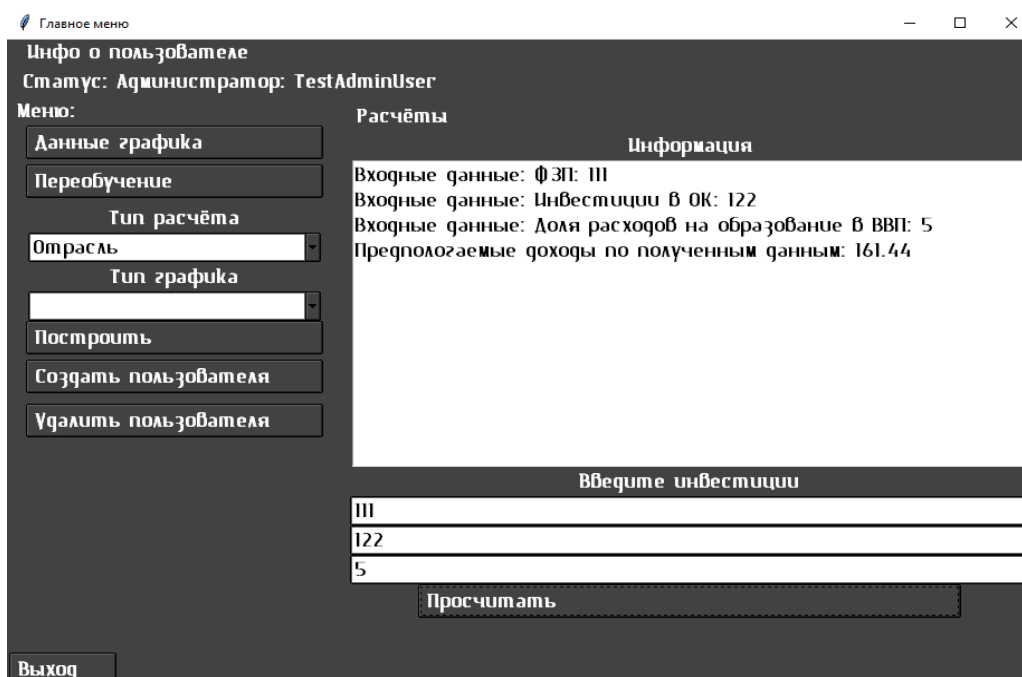 Главное меню
Инфо о пользователе
Статус: Администратор: TestAdminUser
Меню:
Данные графика
Переобучение
Тип расчёта
Отрасль
Тип графика
Построить
Создать пользователя
Удалить пользователя
Расчёты
Информация
Входные данные: ФЗП: 111
Входные данные: Инвестиции в ОК: 122
Входные данные: Доля расходов на образование в ВВП: 5
Предпологаемые доходы по полученным данным: 161.44
Введите инвестиции
111
122
5
Просчитать
Выход